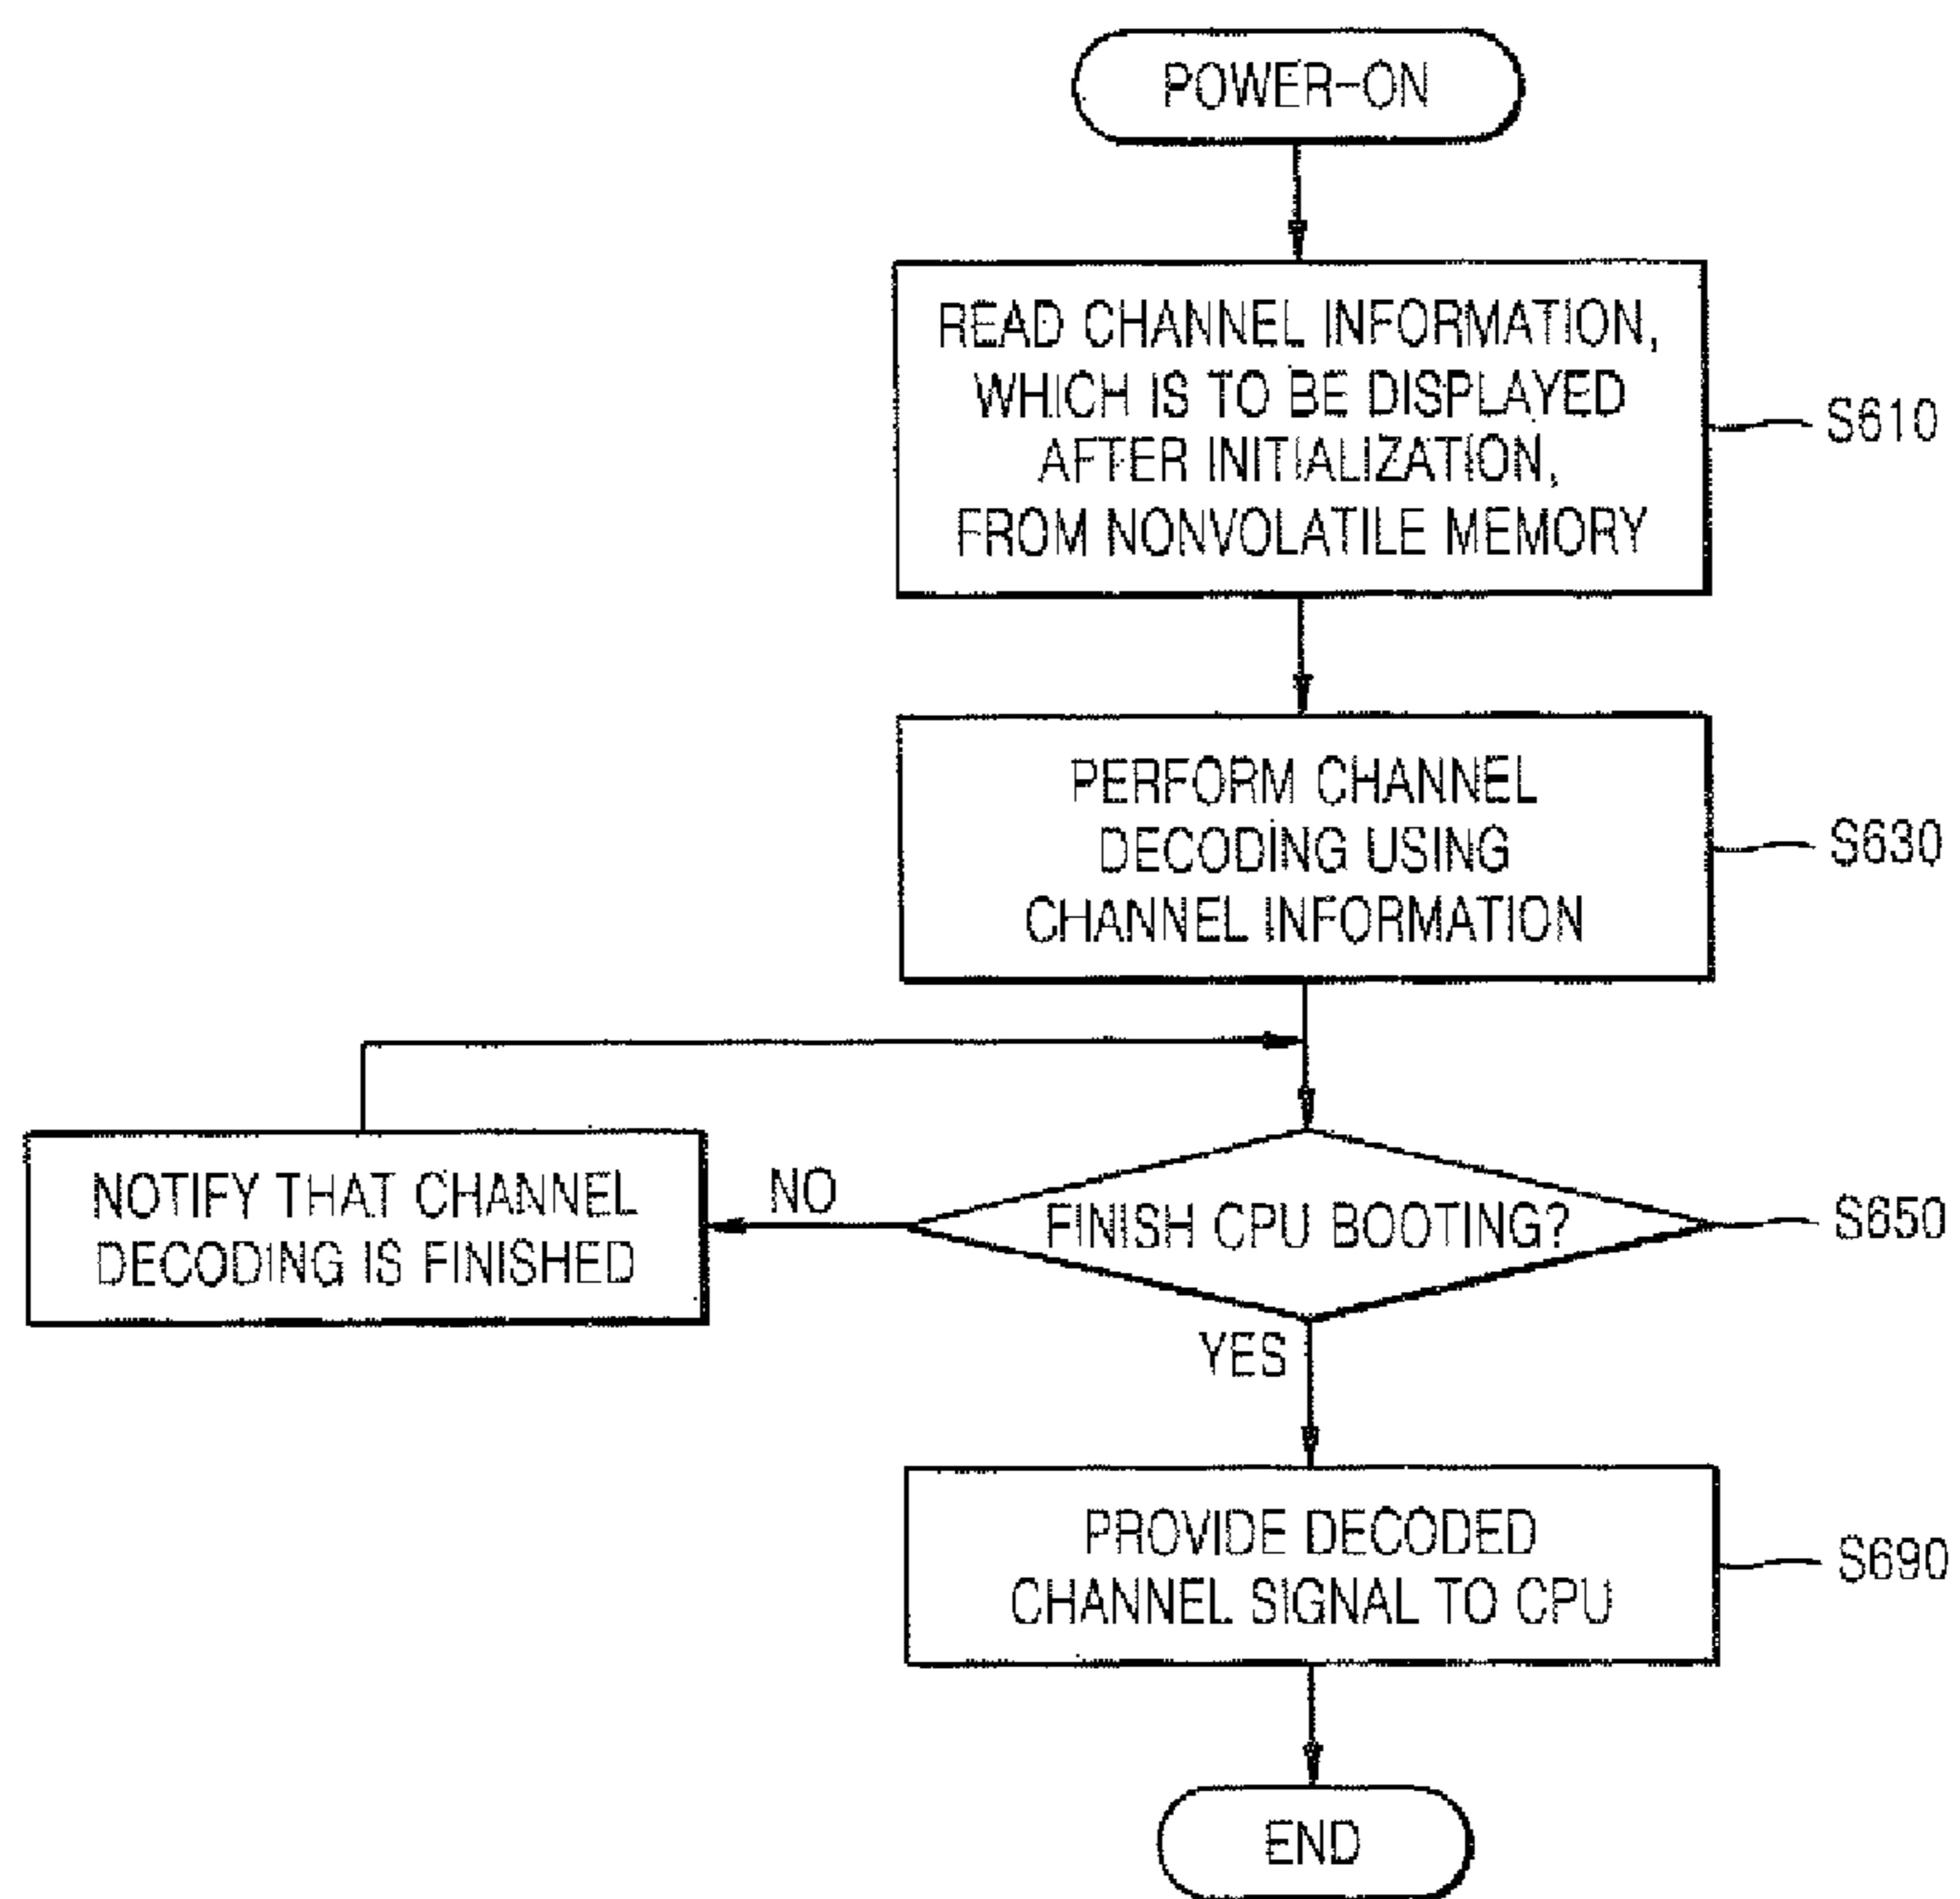 POWER-ON
READ CHANNEL INFORMATION,
WHICH IS TO BE DISPLAYED
AFTER INITIALIZATION,
FROM NONVOLATILE MEMORY
S610
PERFORM CHANNEL
DECODING USING
CHANNEL INFORMATION
S630
NOTIFY THAT CHANNEL
DECODING IS FINISHED
NO
FINISH CPU BOOTING?
S650
YES
PROVIDE DECODED
CHANNEL SIGNAL TO CPU
S690
END